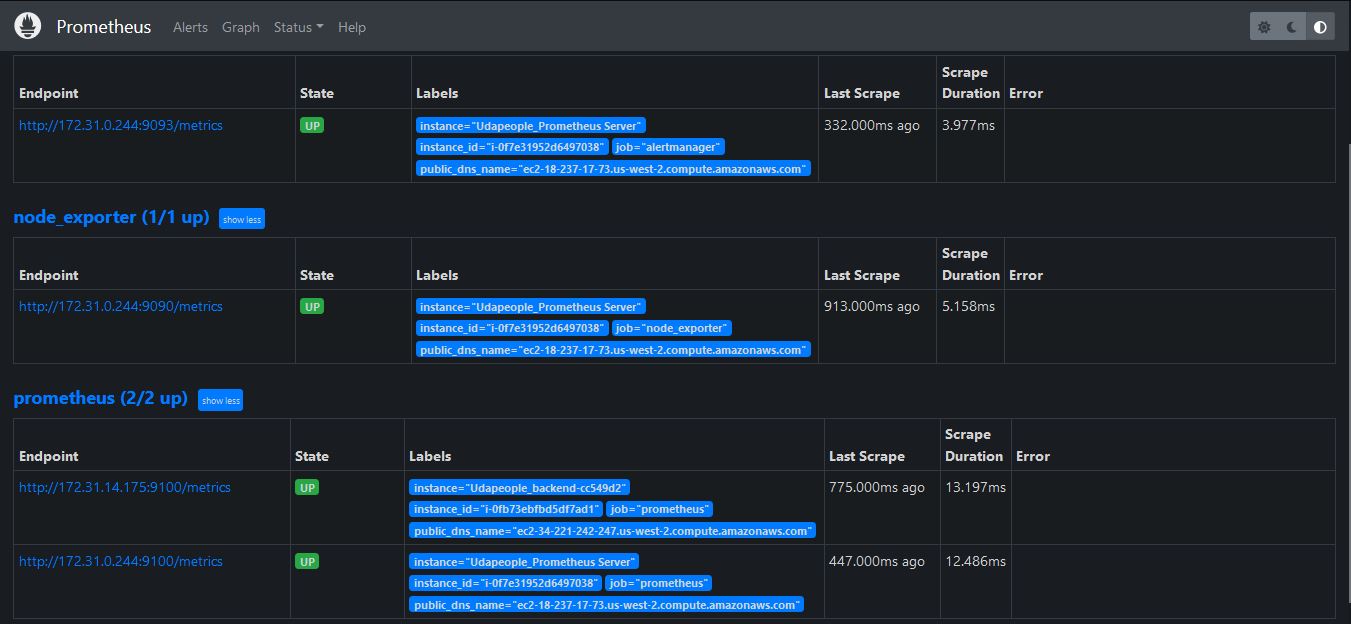 Prometheus Alerts Graph Status Help
Endpoint State Labels Last Scrape Scrape Duration Error
http://172.31.0.244:9093/metrics UP instance="Udapeople_Prometheus Server" 332.000ms ago 3.977ms
instance_id="i-0f7e31952d6497038" job="alertmanager"
public_dns_name="ec2-18-237-17-73.us-west-2.compute.amazonaws.com"
node_exporter (1/1 up) show less
Endpoint State Labels Last Scrape Scrape Duration Error
http://172.31.0.244:9090/metrics UP instance="Udapeople_Prometheus Server" 913.000ms ago 5.158ms
instance_id="i-0f7e31952d6497038" job="node_exporter"
public_dns_name="ec2-18-237-17-73.us-west-2.compute.amazonaws.com"
prometheus (2/2 up) show less
Endpoint State Labels Last Scrape Scrape Duration Error
http://172.31.14.175:9100/metrics UP instance="Udapeople_backend-cc549d2" 775.000ms ago 13.197ms
instance_id="i-0fb73ebfbd5df7ad1" job="prometheus"
public_dns_name="ec2-34-221-242-247.us-west-2.compute.amazonaws.com"
http://172.31.0.244:9100/metrics UP instance="Udapeople_Prometheus Server" 447.000ms ago 12.486ms
instance_id="i-0f7e31952d6497038" job="prometheus"
public_dns_name="ec2-18-237-17-73.us-west-2.compute.amazonaws.com"